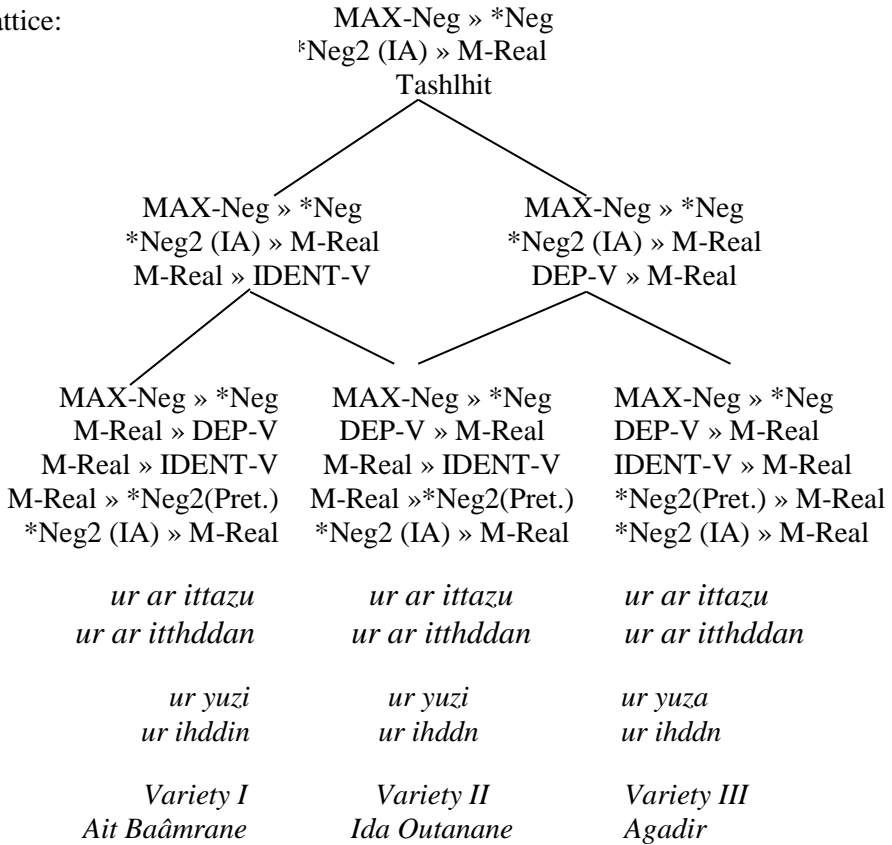 MAX-Neg » *Neg
*Neg2 (IA) » M-Real
Tashlhit
MAX-Neg » *Neg
*Neg2 (IA) » M-Real
M-Real » IDENT-V
MAX-Neg » *Neg
*Neg2 (IA) » M-Real
DEP-V » M-Real
MAX-Neg » *Neg
M-Real » DEP-V
M-Real » IDENT-V
M-Real » *Neg2(Pret.)
*Neg2 (IA) » M-Real
MAX-Neg » *Neg
DEP-V » M-Real
M-Real » IDENT-V
M-Real »*Neg2(Pret.)
*Neg2 (IA) » M-Real
MAX-Neg » *Neg
DEP-V » M-Real
IDENT-V » M-Real
*Neg2(Pret.) » M-Real
*Neg2 (IA) » M-Real
ur ar ittazu
ur ar itthddan
ur ar ittazu
ur ar itthddan
ur ar ittazu
ur ar itthddan
ur yuzi
ur ihddin
ur yuzi
ur ihddn
ur yuza
ur ihddn
Variety I
Ait Baâmrane
Variety II
Ida Outanane
Variety III
Agadir